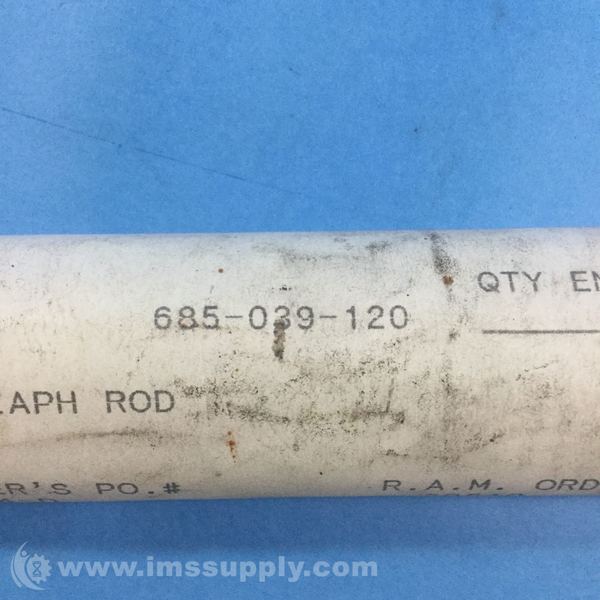 QTY EN
685-039-120
APH ROD
ER'S PO.#
R.A.M. ORD
www.imssupply.com